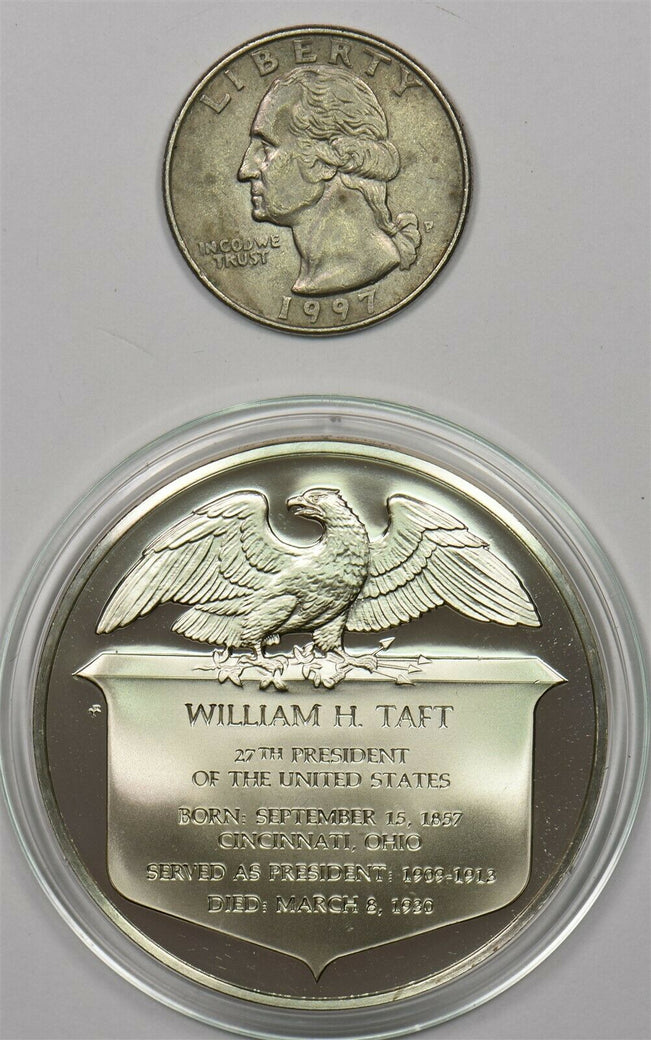 LIBERTY
IN GOD WE
TRUST
P
1997
WILLIAM H. TAFT
27TH PRESIDENT
OF THE UNITED STATES
BORN: SEPTEMBER 15, 1857
CINCINNATI, OHIO
SERVED AS PRESIDENT: 1909-1913
DIED: MARCH 8, 1930